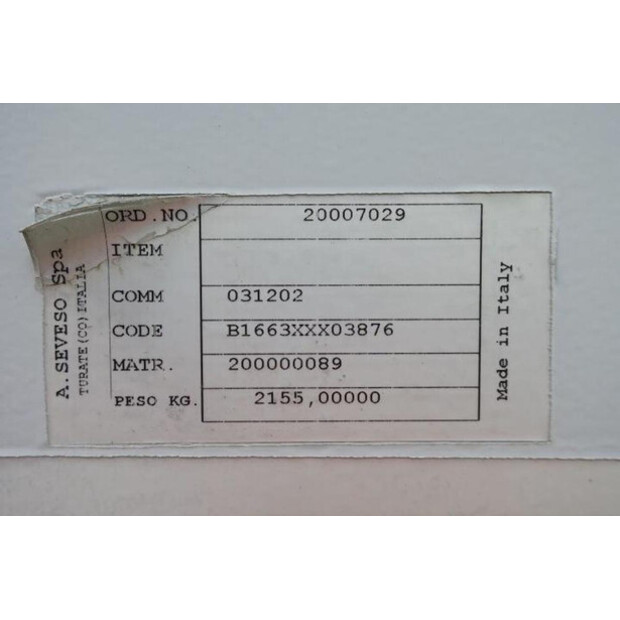 A.SEVESO spa
TURATE(CO)ITALIA
ORD.NO. 20007029
ITEM
COMM 031202
CODE B1663XXX03876
MATR. 200000089
PESO KG. 2155,00000
Made in Italy